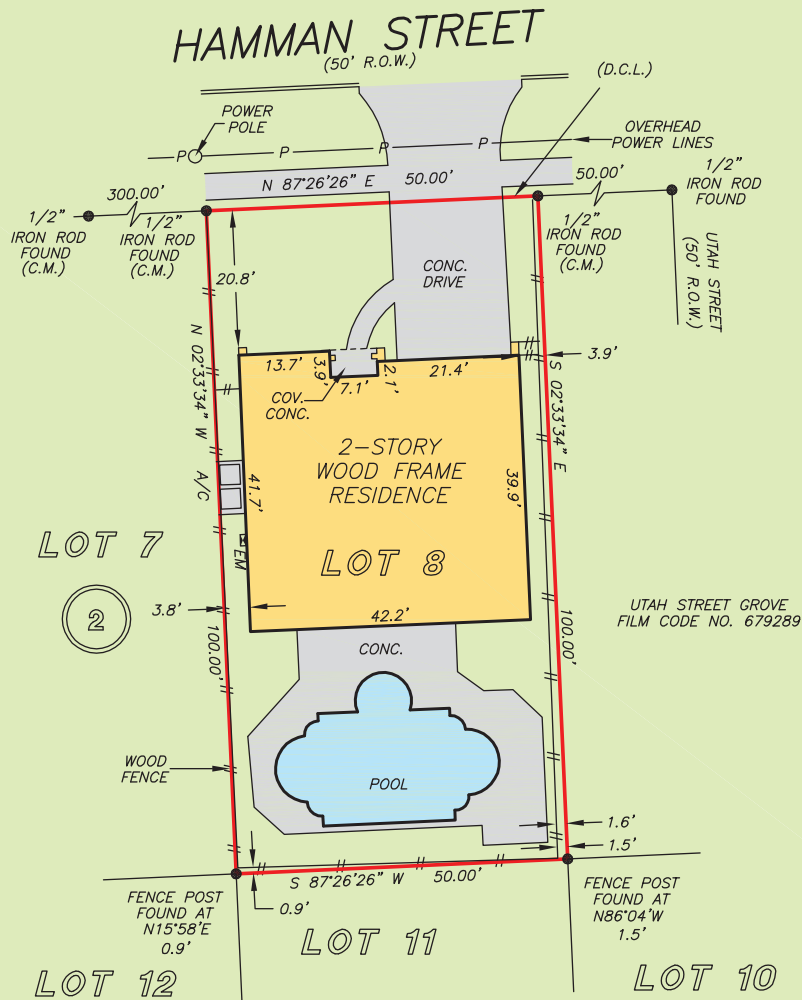 HAMMAN STREET
(50' R.O.W.)
(D.C.L.)
POWER
POLE
OVERHEAD
POWER LINES
P
P
P
P
N 87°26'26" E 50.00'
300.00'
50.00'
1/2"
IRON ROD
FOUND
(C.M.)
1/2"
IRON ROD
FOUND
(C.M.)
1/2"
IRON ROD
FOUND
(C.M.)
1/2"
IRON ROD
FOUND
UTAH STREET
(50' R.O.W.)
20.8'
CONC.
DRIVE
N 02°33'34" W
100.00'
S 02°33'34" E
100.00'
3.9'
13.7'
3.9'
7.1'
2.1'
21.4'
COV.
CONC.
2-STORY
WOOD FRAME
RESIDENCE
A/C
41.7'
39.9'
EM
LOT 7
LOT 8
2
3.8'
42.2'
UTAH STREET GROVE
FILM CODE NO. 679289
CONC.
WOOD
FENCE
POOL
1.6'
1.5'
S 87°26'26" W 50.00'
0.9'
FENCE POST
FOUND AT
N15°58'E
0.9'
FENCE POST
FOUND AT
N86°04'W
1.5'
LOT 11
LOT 12
LOT 10